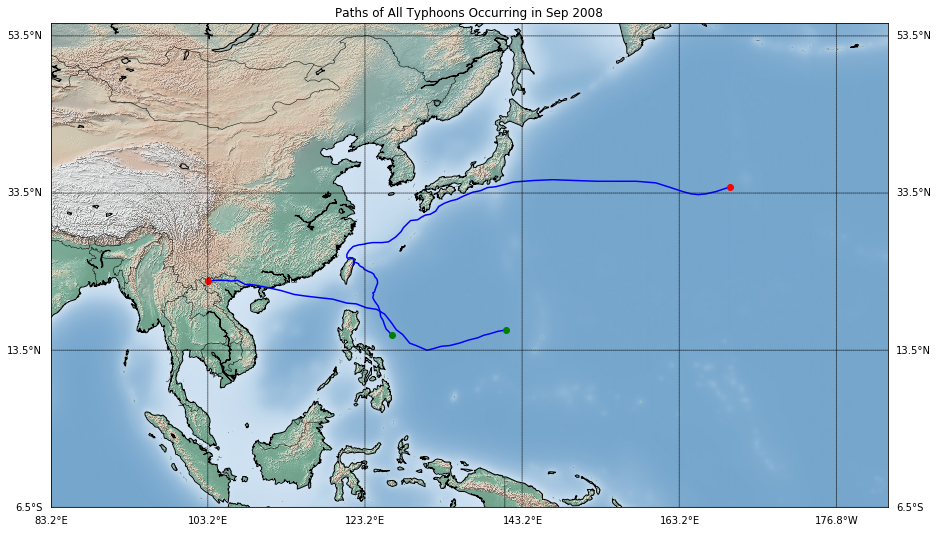 Paths of All Typhoons Occurring in Sep 2008
53.5°N 53.5°N
33.5°N 33.5°N
13.5°N 13.5°N
6.5°S 6.5°S
83.2°E 103.2°E 123.2°E 143.2°E 163.2°E 176.8°W